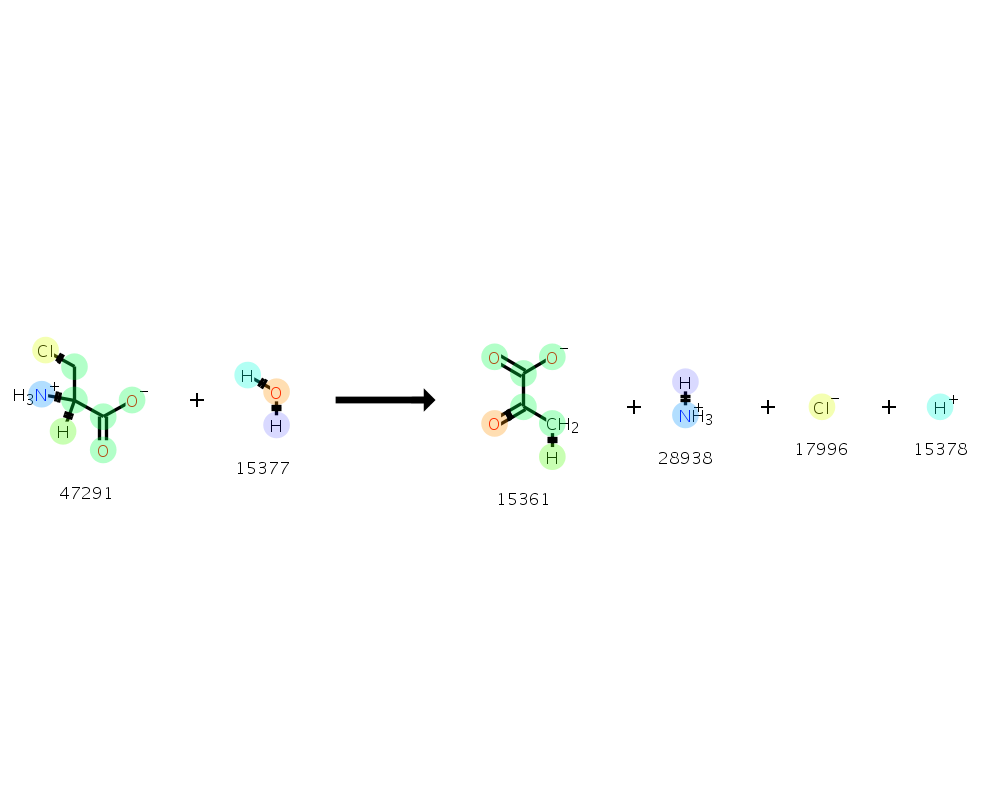 Cl
H3N+
H
O−
O
47291
+
H
O
H
15377
O
O−
O
CH2
H
15361
+
H
NH3+
28938
+
Cl−
17996
+
H+
15378